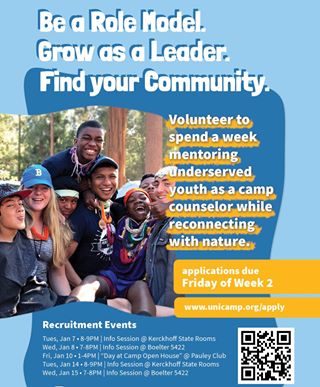 Be a Role Model.
Grow as a Leader.
Find your Community.
Volunteer to
spend a week
mentoring
underserved
youth as a camp
counselor while
reconnecting
with nature.
applications due
Friday of Week 2
www.unicamp.org/apply
Recruitment Events
Tues, Jan 7 • 8-9PM | Info Session @ Kerckhoff State Rooms
Wed, Jan 8 • 7-8PM | Info Session @ Boelter 5422
Fri, Jan 10 • 1-4PM | "Day at Camp Open House" @ Pauley Club
Tues, Jan 14 • 8-9PM | Info Session @ Kerckhoff State Rooms
Wed, Jan 15 • 7-8PM | Info Session @ Boelter 5422